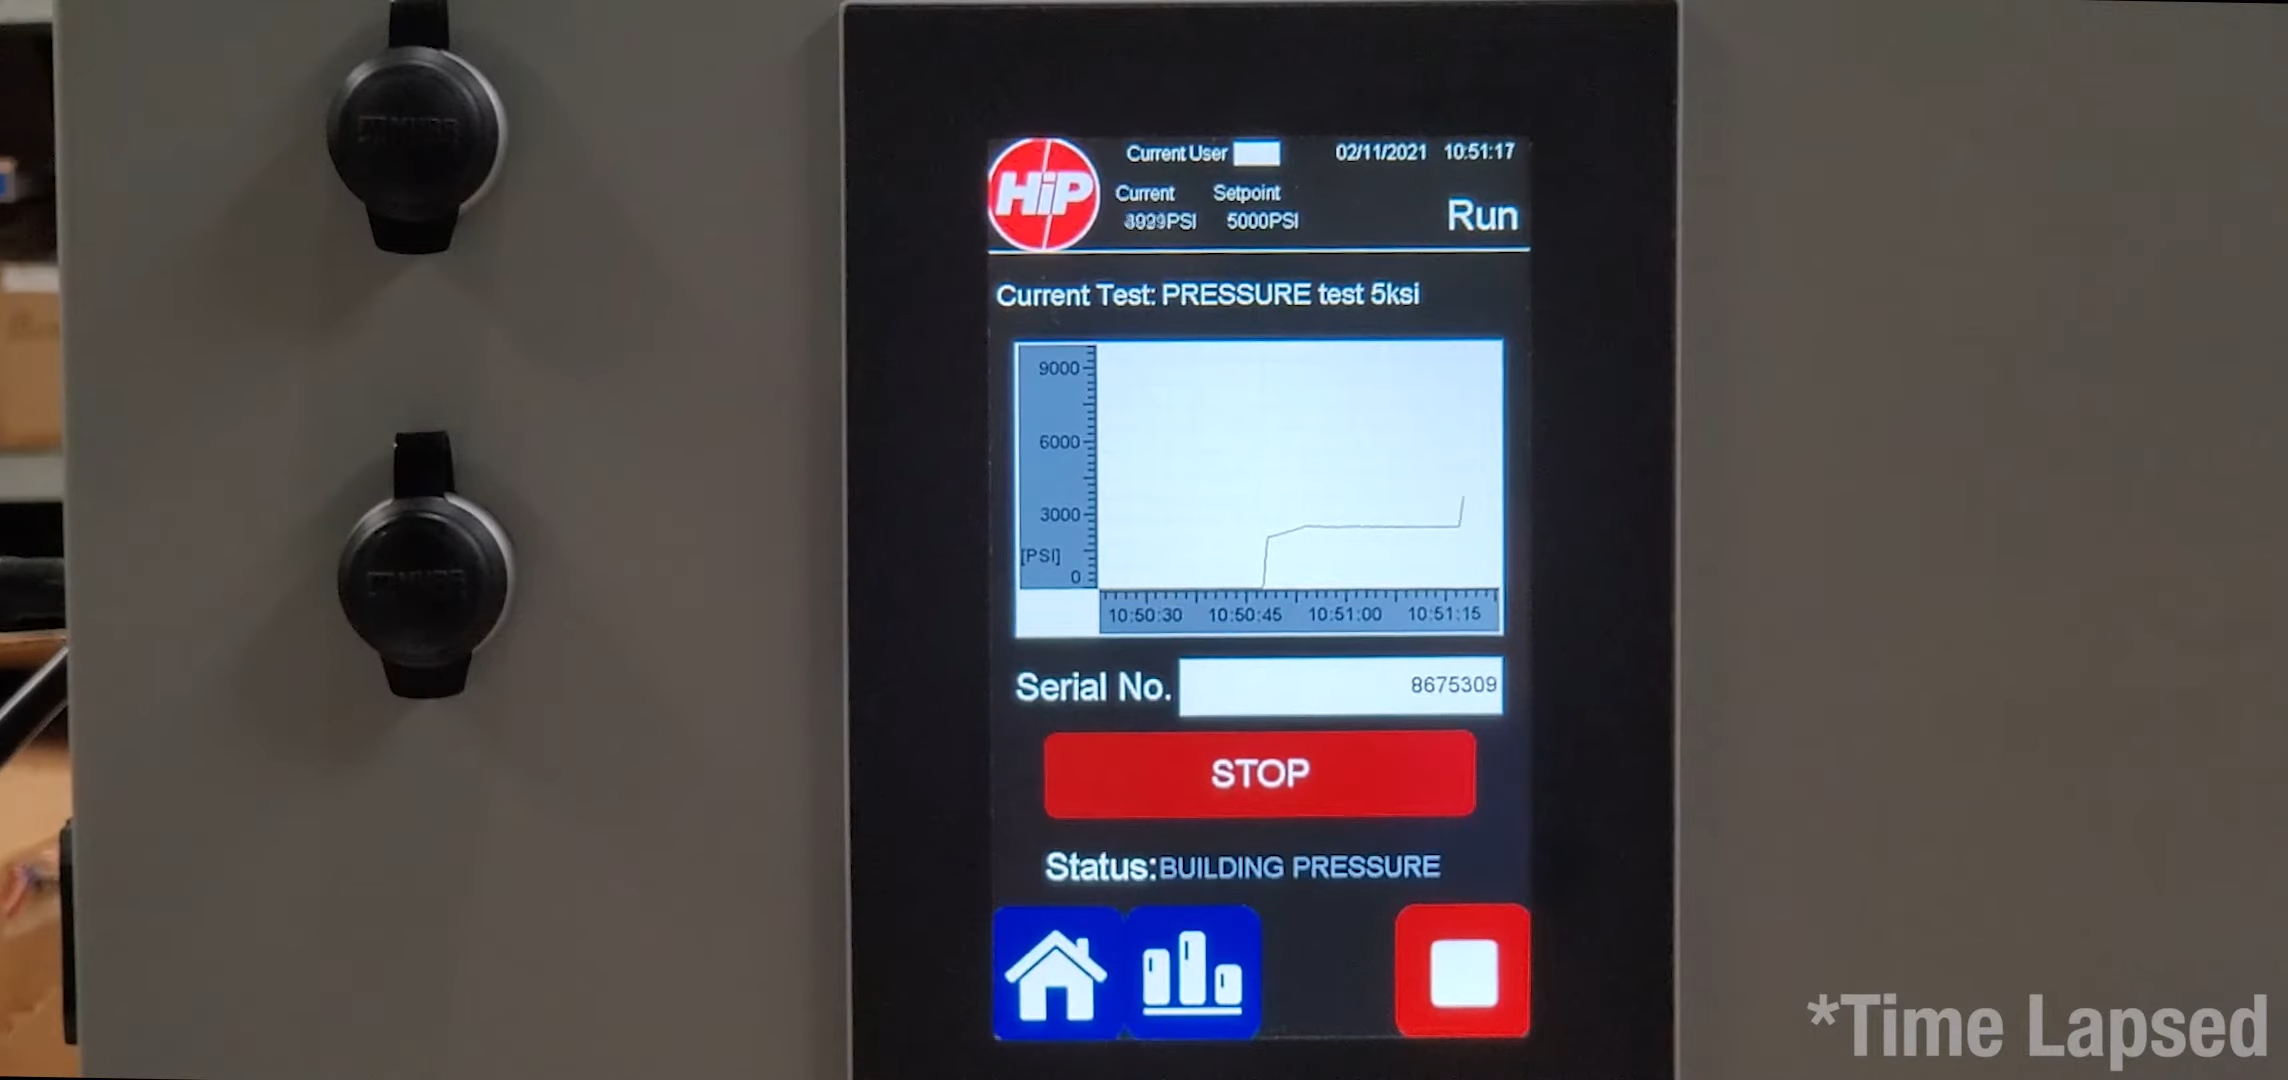 Current User
02/11/2021 10:51:17
HiP
Current Setpoint
PSI 5000PSI
Run
Current Test: PRESSURE test 5ksi
9000
6000
3000
[PSI]
0
10:50:30 10:50:45 10:51:00 10:51:15
Serial No. 8675309
STOP
Status:BUILDING PRESSURE
*Time Lapsed